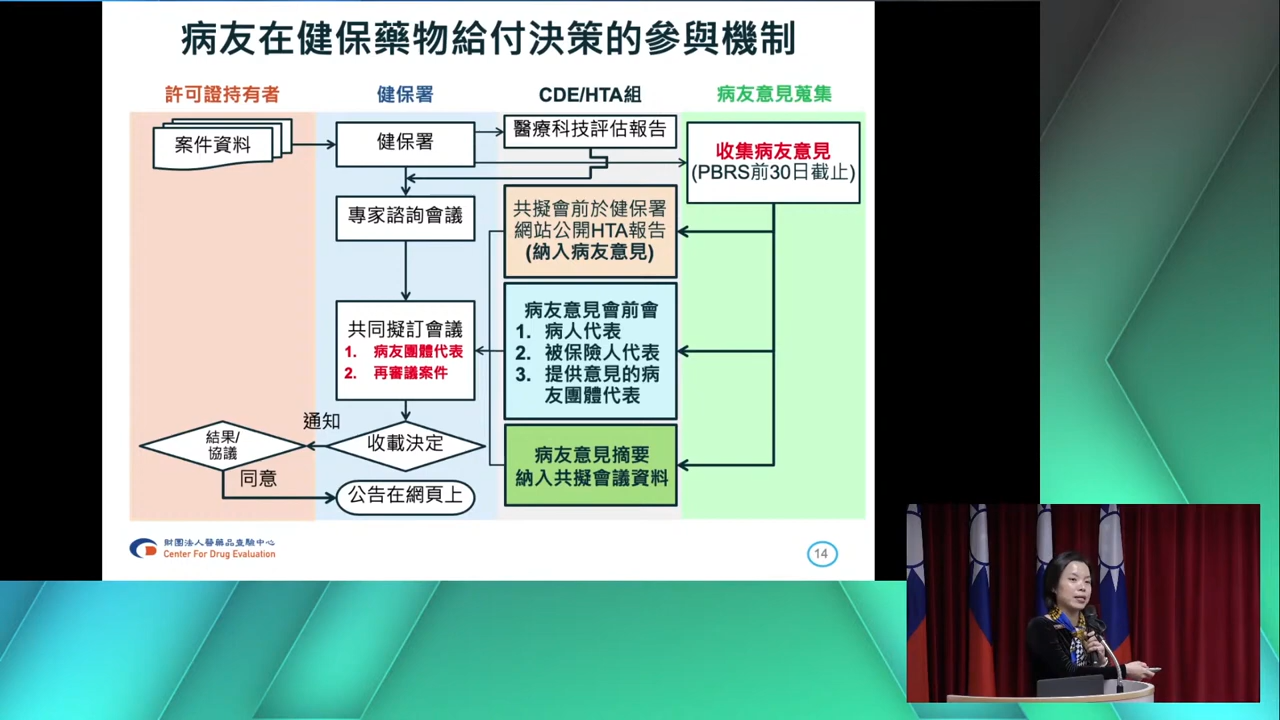 病友在健保藥物給付決策的參與機制
許可證持有者
健保署
CDE/HTA組
病友意見蒐集
案件資料
健保署
醫療科技評估報告
收集病友意見
(PBRS前30日截止)
專家諮詢會議
共擬會前於健保署
網站公開HTA報告
(納入病友意見)
共同擬訂會議
1. 病友團體代表
2. 再審議案件
病友意見會前會
1. 病人代表
2. 被保險人代表
3. 提供意見的病
友團體代表
通知
結果/
協議
收載決定
病友意見摘要
納入共擬會議資料
同意
公告在網頁上
財團法人醫藥品查驗中心
Center For Drug Evaluation
14